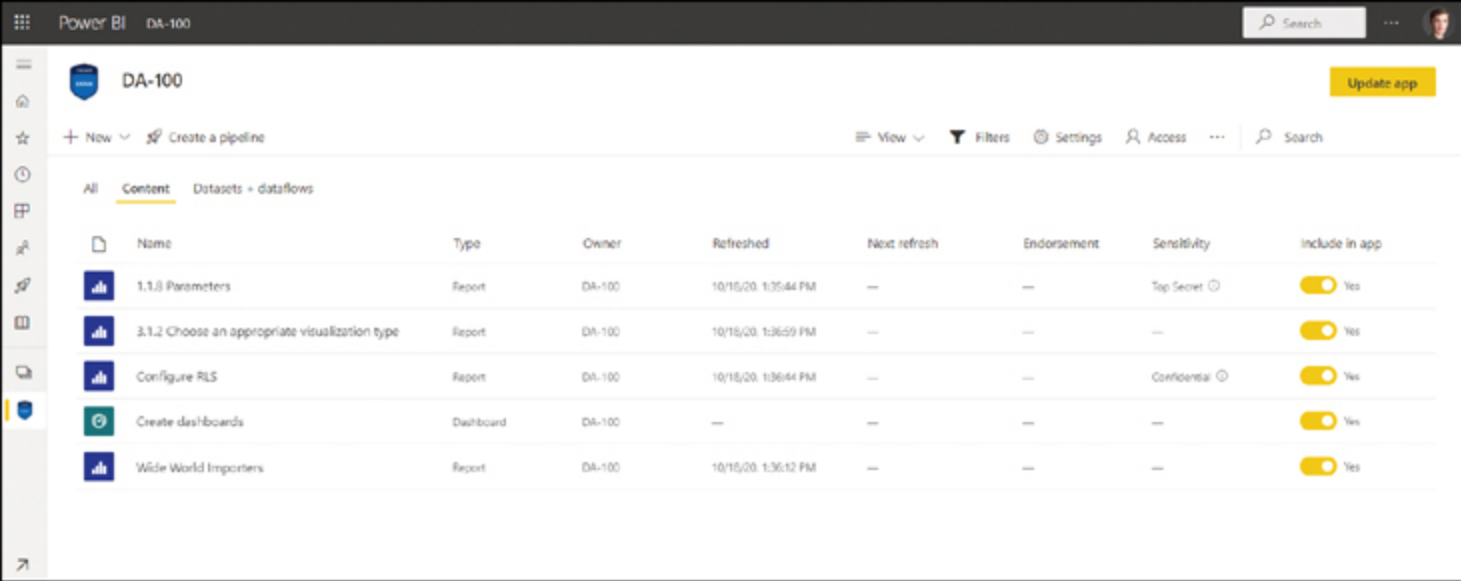 Power BI DA-100 Search ...
DA-100 Update app
+ New Create a pipeline View Filters Settings Access ... Search
All Content Datasets + dataflows
Name Type Owner Refreshed Next refresh Endorsement Sensitivity Include in app
1.1.8 Parameters Report DA-100 10/18/20, 1:35:44 PM — — Top Secret Yes
3.1.2 Choose an appropriate visualization type Report DA-100 10/18/20, 1:36:59 PM — — — Yes
Configure RLS Report DA-100 10/18/20, 1:36:44 PM — — Confidential Yes
Create dashboards Dashboard DA-100 — — — — Yes
Wide World Importers Report DA-100 10/18/20, 1:36:12 PM — — — Yes